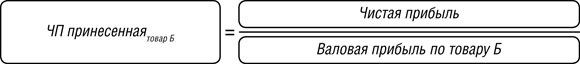 ЧП принесенная товар Б
=
Чистая прибыль
Валовая прибыль по товару Б